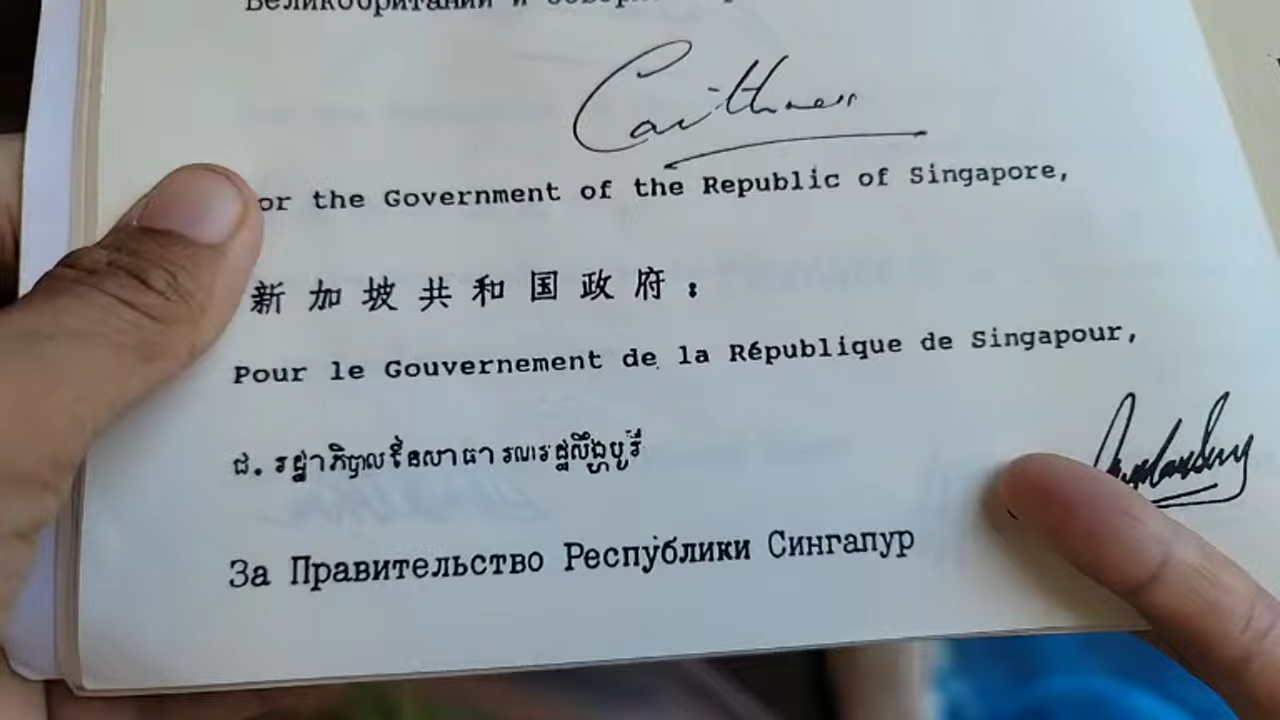 Великобритании и
Caithness
or the Government of the Republic of Singapore,
新加坡共和国政府：
Pour le Gouvernement de la République de Singapour,
ជ. រដ្ឋាភិបាលនៃសាធារណរដ្ឋសិង្ហបូរី
За Правительство Республики Сингапур